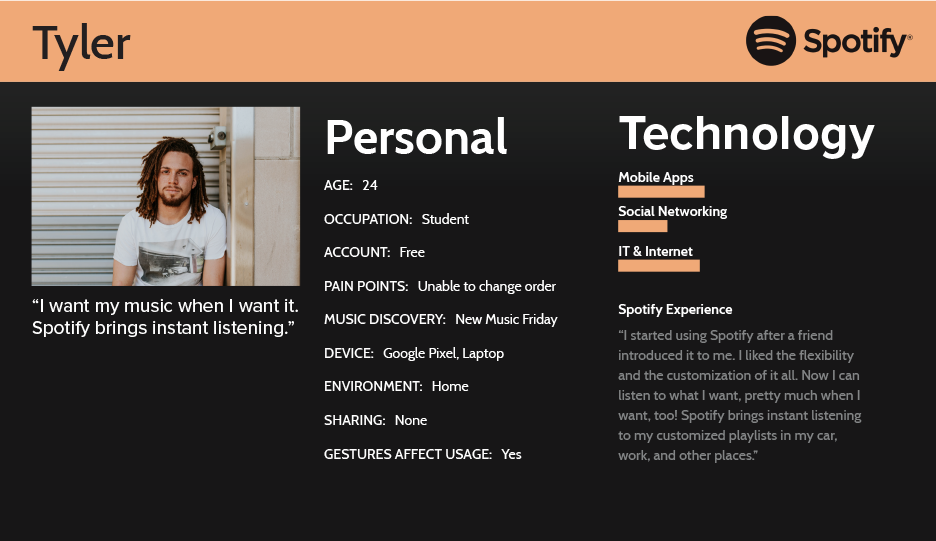 Tyler
Spotify®
“I want my music when I want it.
Spotify brings instant listening.”
Personal
AGE: 24
OCCUPATION: Student
ACCOUNT: Free
PAIN POINTS: Unable to change order
MUSIC DISCOVERY: New Music Friday
DEVICE: Google Pixel, Laptop
ENVIRONMENT: Home
SHARING: None
GESTURES AFFECT USAGE: Yes
Technology
Mobile Apps
Social Networking
IT & Internet
Spotify Experience
“I started using Spotify after a friend
introduced it to me. I liked the flexibility
and the customization of it all. Now I can
listen to what I want, pretty much when I
want, too! Spotify brings instant listening
to my customized playlists in my car,
work, and other places.”